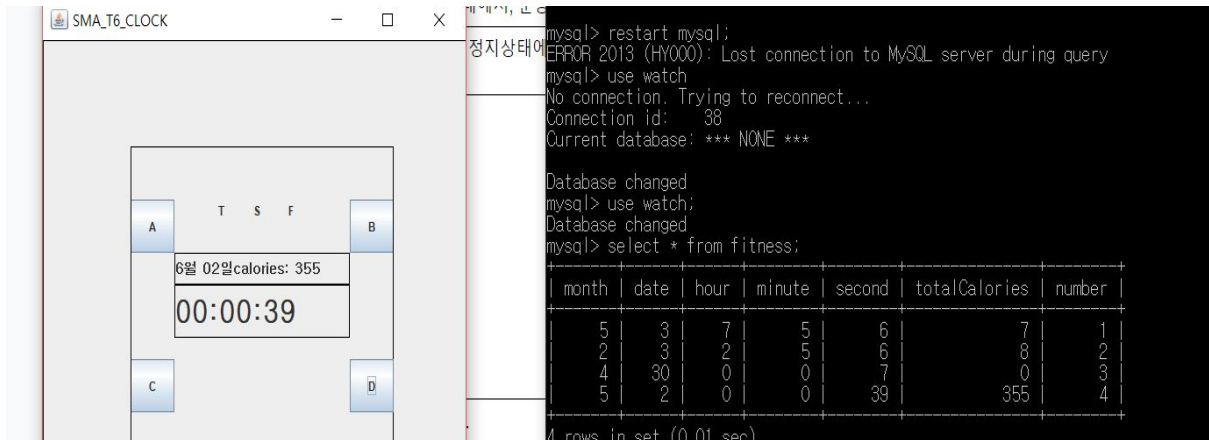 SMA_T6_CLOCK
T S F
A
B
6월 02일calories: 355
00:00:39
C
D
정지상태에
mysql> restart mysql;
ERROR 2013 (HY000): Lost connection to MySQL server during query
mysql> use watch
No connection. Trying to reconnect...
Connection id:    38
Current database: *** NONE ***
Database changed
mysql> use watch;
Database changed
mysql> select * from fitness;
| month | date | hour | minute | second | totalCalories | number |
| 5 | 3 | 7 | 5 | 6 | 7 | 1 |
| 2 | 3 | 2 | 5 | 6 | 8 | 2 |
| 4 | 30 | 0 | 0 | 7 | 0 | 3 |
| 5 | 2 | 0 | 0 | 39 | 355 | 4 |
4 rows in set (0.01 sec)